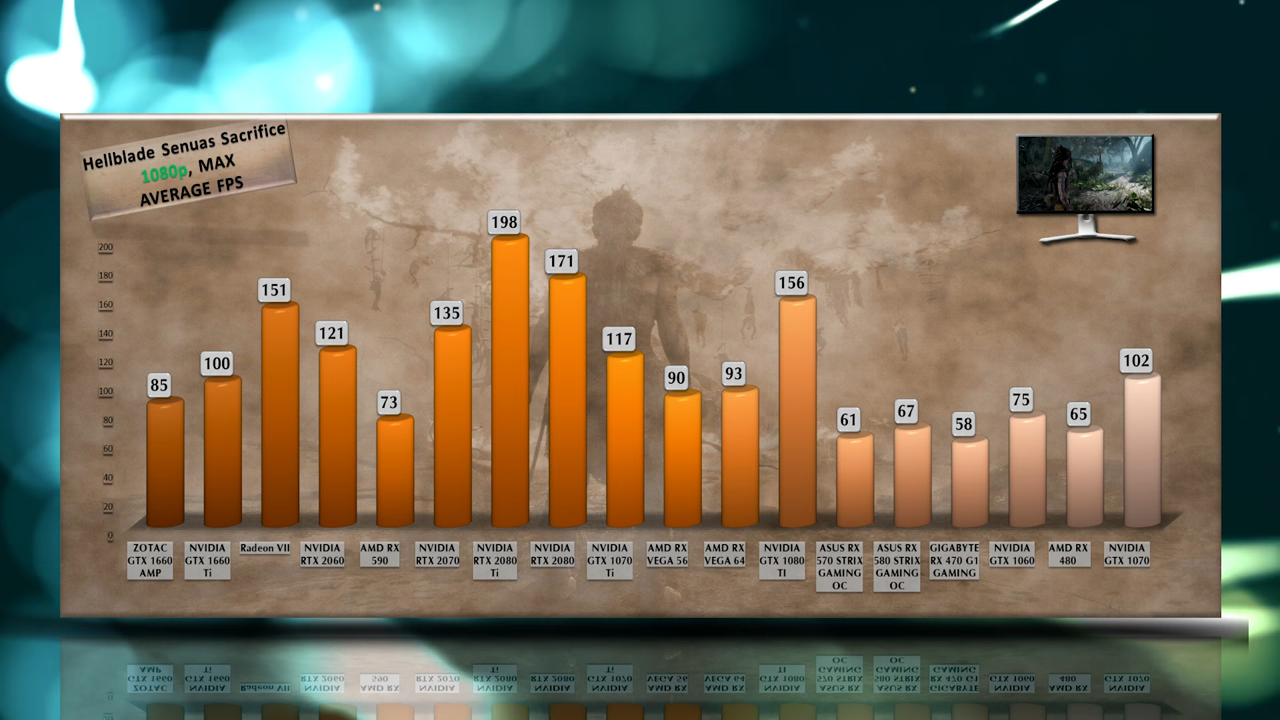 Hellblade Senuas Sacrifice
1080p, MAX
AVERAGE FPS
200
180
160
140
120
100
80
60
40
20
0
85
100
151
121
73
135
198
171
117
90
93
156
61
67
58
75
65
102
ZOTAC
GTX 1660
AMP
NVIDIA
GTX 1660
Ti
Radeon VII
NVIDIA
RTX 2060
AMD RX
590
NVIDIA
RTX 2070
NVIDIA
RTX 2080
Ti
NVIDIA
RTX 2080
NVIDIA
GTX 1070
Ti
AMD RX
VEGA 56
AMD RX
VEGA 64
NVIDIA
GTX 1080
TI
ASUS RX
570 STRIX
GAMING
OC
ASUS RX
580 STRIX
GAMING
OC
GIGABYTE
RX 470 G1
GAMING
NVIDIA
GTX 1060
AMD RX
480
NVIDIA
GTX 1070